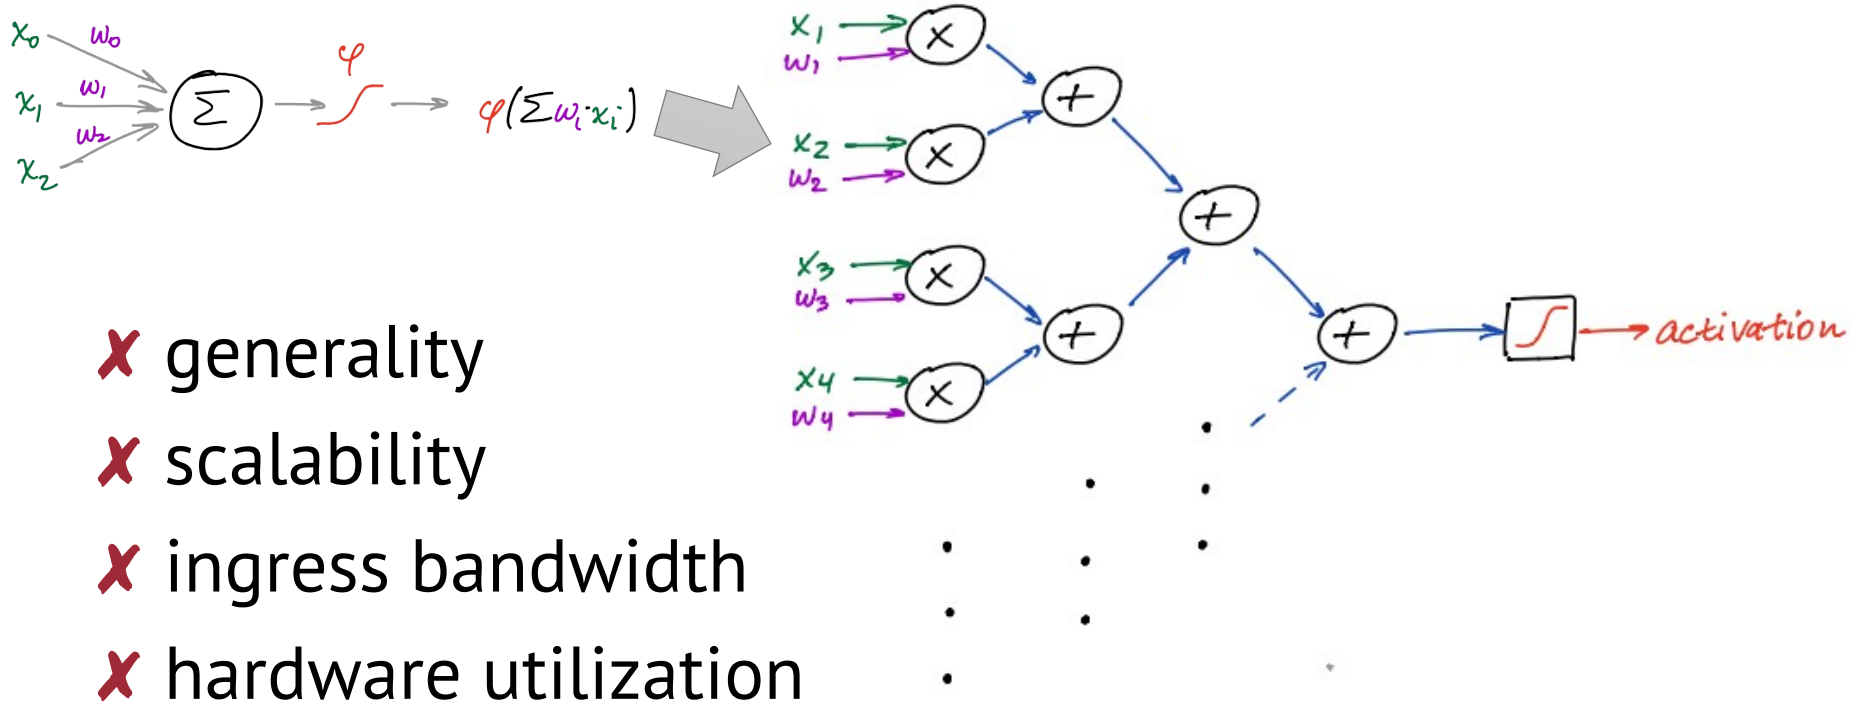 x₀ w₀
x₁ w₁
w₂
x₂
Σ
φ
φ(Σwᵢ·xᵢ)
x₁
w₁
×
x₂
w₂
×
+
x₃
w₃
×
x₄
w₄
×
+
+
+
activation
✗ generality
✗ scalability
✗ ingress bandwidth
✗ hardware utilization